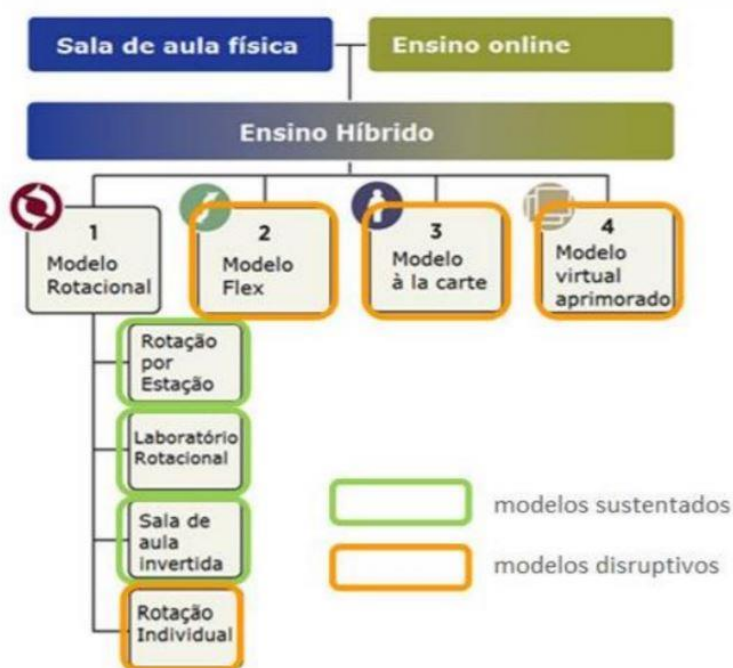 Sala de aula física
Ensino online
Ensino Híbrido
1
Modelo
Rotacional
2
Modelo
Flex
3
Modelo
à la carte
4
Modelo
virtual
aprimorado
Rotação
por
Estação
Laboratório
Rotacional
Sala de
aula
invertida
Rotação
Individual
modelos sustentados
modelos disruptivos